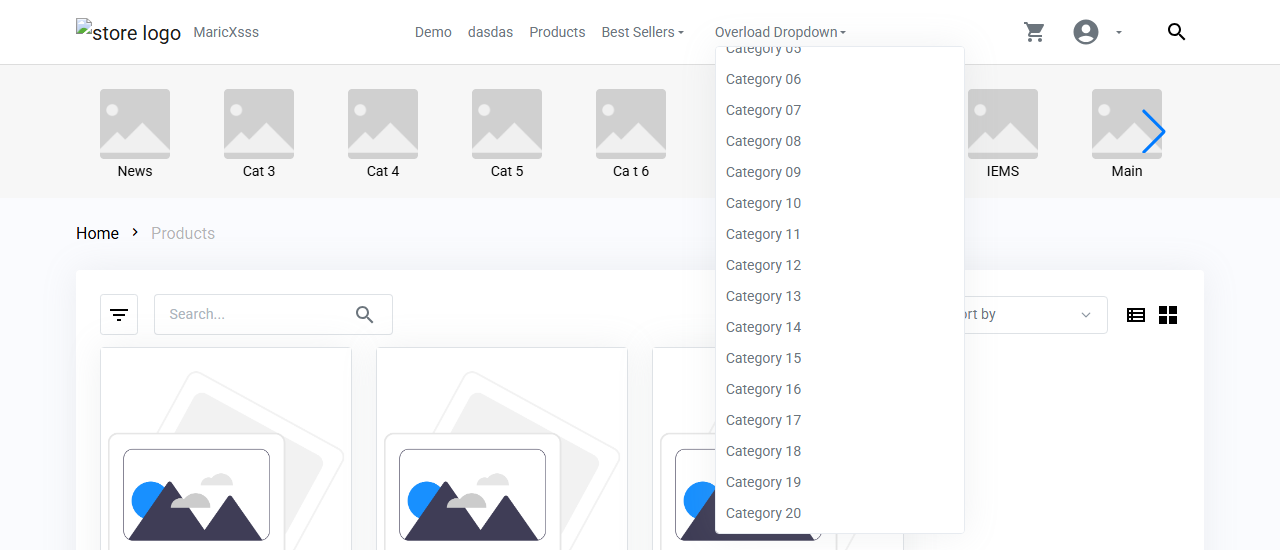 store logo MaricXsss Demo dasdas Products Best Sellers Overload Dropdown
Category 05
Category 06
Category 07
Category 08
Category 09
Category 10
Category 11
Category 12
Category 13
Category 14
Category 15
Category 16
Category 17
Category 18
Category 19
Category 20
News Cat 3 Cat 4 Cat 5 Ca t 6 IEMS Main
Home Products
Search... ort by